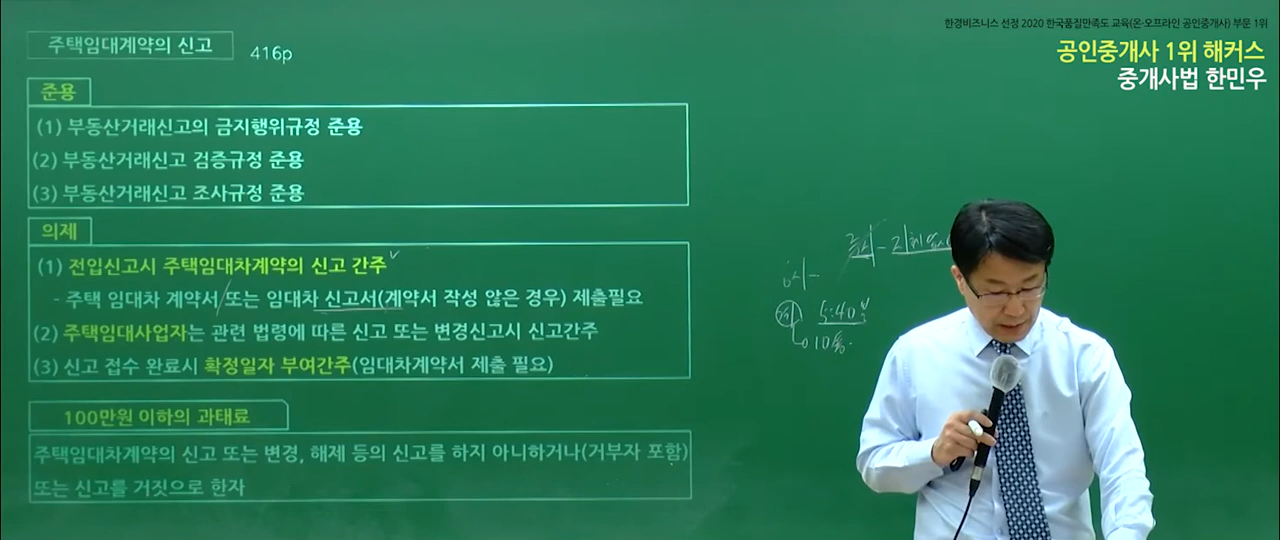 한경비즈니스 선정 2020 한국품질만족도 교육(온·오프라인 공인중개사) 부문 1위
공인중개사 1위 해커스
중개사법 한민우
주택임대계약의 신고 416p
준용
(1) 부동산거래신고의 금지행위규정 준용
(2) 부동산거래신고 검증규정 준용
(3) 부동산거래신고 조사규정 준용
의제
(1) 전입신고시 주택임대차계약의 신고 간주
- 주택 임대차 계약서 또는 임대차 신고서(계약서 작성 않은 경우) 제출필요
(2) 주택임대사업자는 관련 법령에 따른 신고 또는 변경신고시 신고간주
(3) 신고 접수 완료시 확정일자 부여간주(임대차계약서 제출 필요)
100만원 이하의 과태료
주택임대차계약의 신고 또는 변경, 해제 등의 신고를 하지 아니하거나(거부자 포함)
또는 신고를 거짓으로 한자
5:40